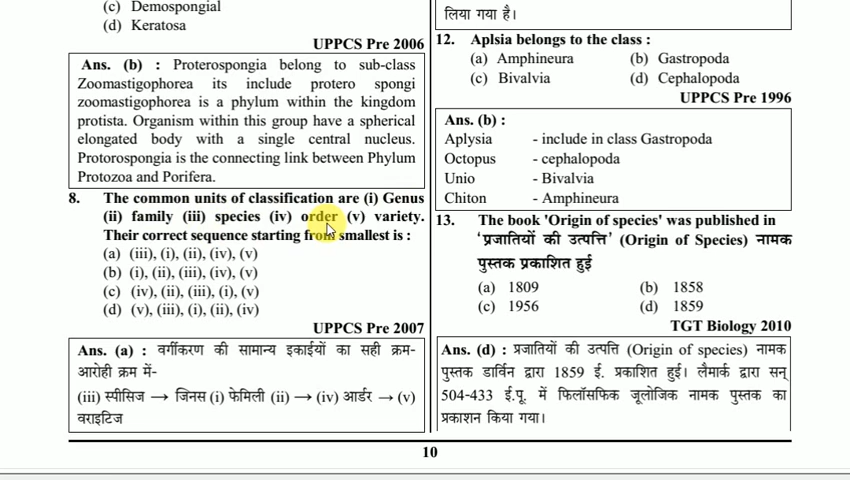 (c) Demospongial
(d) Keratosa
UPPCS Pre 2006
Ans. (b) : Proterospongia belong to sub-class
Zoomastigophorea its include protero spongi
zoomastigophorea is a phylum within the kingdom
protista. Organism within this group have a spherical
elongated body with a single central nucleus.
Protorospongia is the connecting link between Phylum
Protozoa and Porifera.
8. The common units of classification are (i) Genus
(ii) family (iii) species (iv) order (v) variety.
Their correct sequence starting from smallest is :
(a) (iii), (i), (ii), (iv), (v)
(b) (i), (ii), (iii), (iv), (v)
(c) (iv), (ii), (iii), (i), (v)
(d) (v), (iii), (i), (ii), (iv)
UPPCS Pre 2007
Ans. (a) : वर्गीकरण की सामान्य इकाईयों का सही क्रम-
आरोही क्रम में-
(iii) स्पीसिज → जिनस (i) फेमिली (ii) → (iv) आर्डर → (v)
वराइटिज
लिया गया है।
12. Aplsia belongs to the class :
(a) Amphineura (b) Gastropoda
(c) Bivalvia (d) Cephalopoda
UPPCS Pre 1996
Ans. (b) :
Aplysia - include in class Gastropoda
Octopus - cephalopoda
Unio - Bivalvia
Chiton - Amphineura
13. The book 'Origin of species' was published in
‘प्रजातियों की उत्पत्ति’ (Origin of Species) नामक
पुस्तक प्रकाशित हुई
(a) 1809 (b) 1858
(c) 1956 (d) 1859
TGT Biology 2010
Ans. (d) : प्रजातियों की उत्पत्ति (Origin of species) नामक
पुस्तक डार्विन द्वारा 1859 ई. प्रकाशित हुई। लैमार्क द्वारा सन्
504-433 ई.पू. में फिलॉसफिक जूलोजिक नामक पुस्तक का
प्रकाशन किया गया।
10